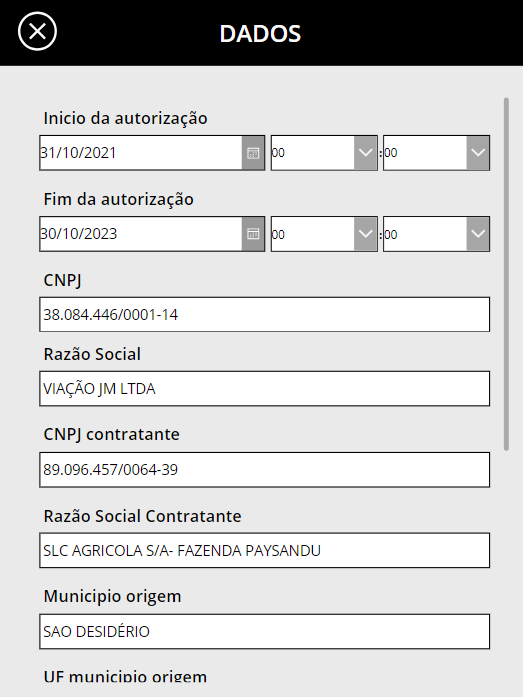 DADOS
Inicio da autorização
31/10/2021 00 :00
Fim da autorização
30/10/2023 00 :00
CNPJ
38.084.446/0001-14
Razão Social
VIAÇÃO JM LTDA
CNPJ contratante
89.096.457/0064-39
Razão Social Contratante
SLC AGRICOLA S/A- FAZENDA PAYSANDU
Municipio origem
SAO DESIDÉRIO
UF municipio origem